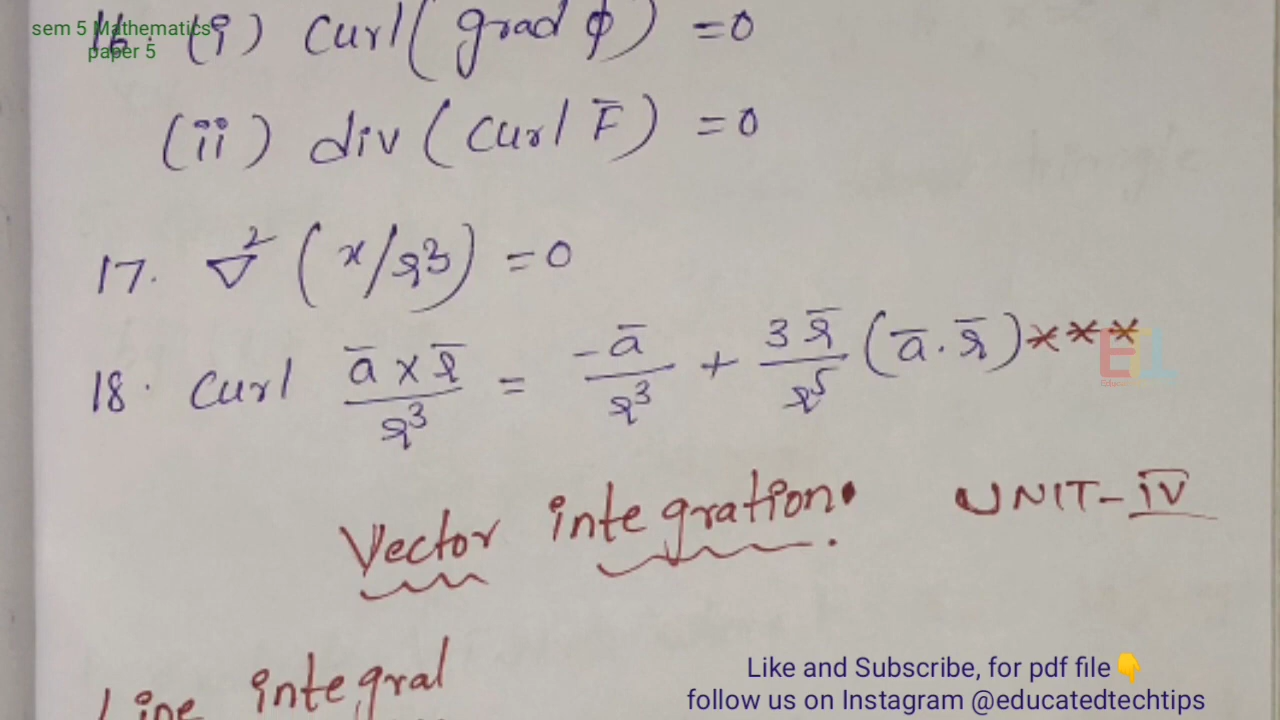 sem 5 Mathematics
paper 5
16. (i) Curl (grad ϕ) = 0
(ii) div (Curl F̅) = 0
17. ∇² (x/r³) = 0
18. Curl (a̅ × r̅)/r³ = -a̅/r³ + 3r̅/r⁵ (a̅ . r̅) ***
Vector integration. UNIT-IV
Line integral
Like and Subscribe, for pdf file👇
follow us on Instagram @educatedtechtips